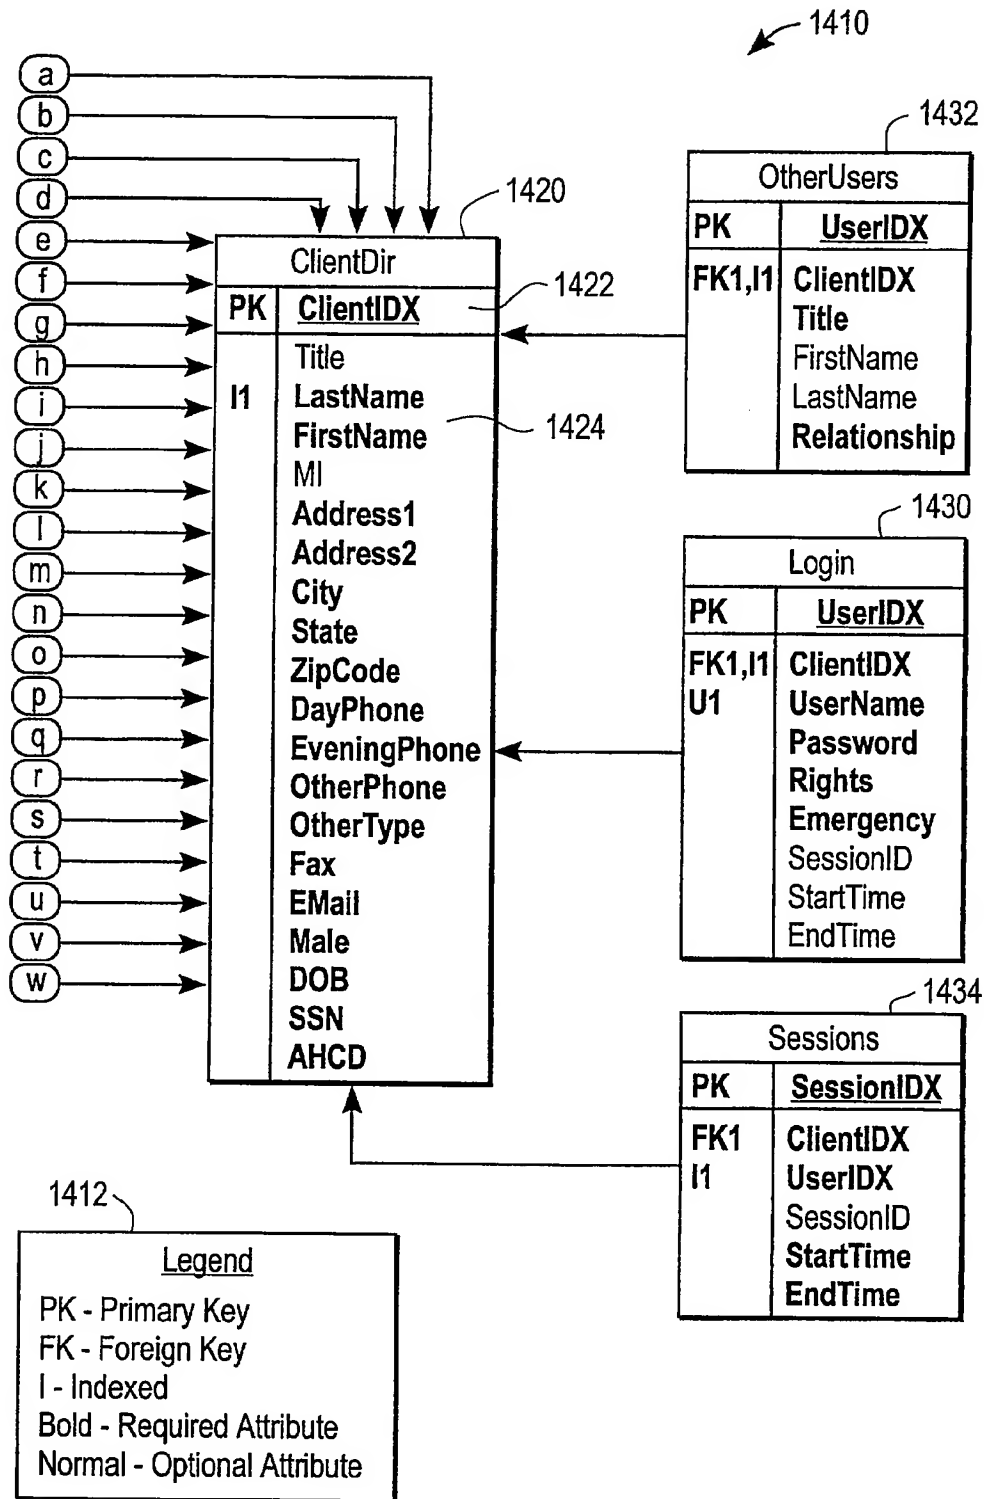 1410
a
b
c
d
e
f
g
h
i
j
k
l
m
n
o
p
q
r
s
t
u
v
w
1420
ClientDir
PK ClientIDX
1422
Title
I1 LastName
FirstName
1424
MI
Address1
Address2
City
State
ZipCode
DayPhone
EveningPhone
OtherPhone
OtherType
Fax
EMail
Male
DOB
SSN
AHCD
1432
OtherUsers
PK UserIDX
FK1,I1 ClientIDX
Title
FirstName
LastName
Relationship
1430
Login
PK UserIDX
FK1,I1 ClientIDX
U1 UserName
Password
Rights
Emergency
SessionID
StartTime
EndTime
1434
Sessions
PK SessionIDX
FK1 ClientIDX
I1 UserIDX
SessionID
StartTime
EndTime
1412
Legend
PK - Primary Key
FK - Foreign Key
I - Indexed
Bold - Required Attribute
Normal - Optional Attribute